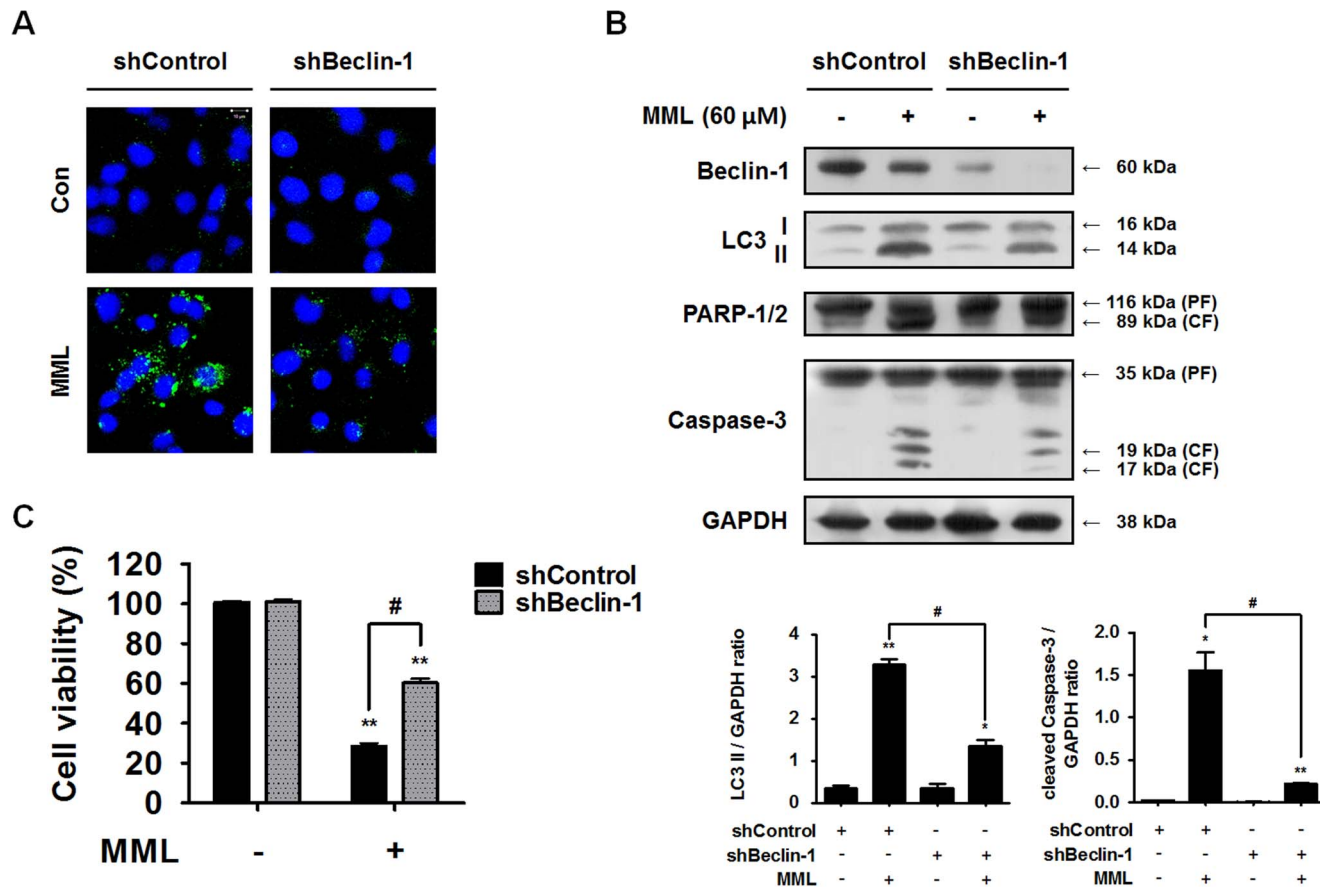 A
shControl shBeclin-1
10 μm
Con
MML
B
shControl shBeclin-1
MML (60 μM) - + - +
Beclin-1 ← 60 kDa
LC3 I ← 16 kDa
II ← 14 kDa
PARP-1/2 ← 116 kDa (PF)
← 89 kDa (CF)
← 35 kDa (PF)
Caspase-3
← 19 kDa (CF)
← 17 kDa (CF)
GAPDH ← 38 kDa
C
Cell viability (%)
120
100
80
60
40
20
0
shControl
shBeclin-1
#
**
**
MML - +
LC3 II / GAPDH ratio
4
3
2
1
0
#
**
*
shControl + + - -
shBeclin-1 - - + +
MML - + - +
cleaved Caspase-3 /
GAPDH ratio
2.0
1.5
1.0
0.5
0.0
#
*
**
shControl + + - -
shBeclin-1 - - + +
MML - + - +